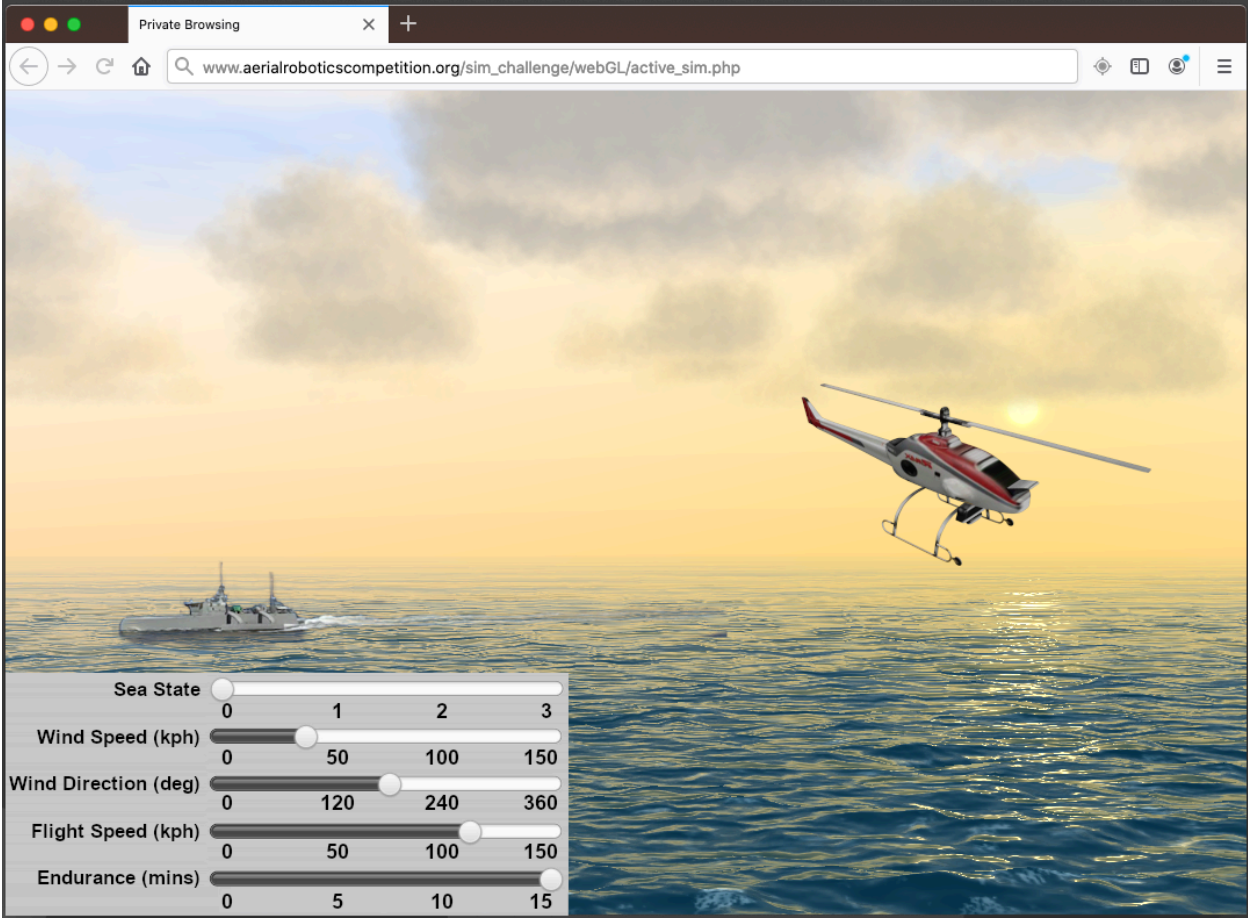 Private Browsing
www.aerialroboticscompetition.org/sim_challenge/webGL/active_sim.php
Sea State
0 1 2 3
Wind Speed (kph)
0 50 100 150
Wind Direction (deg)
0 120 240 360
Flight Speed (kph)
0 50 100 150
Endurance (mins)
0 5 10 15